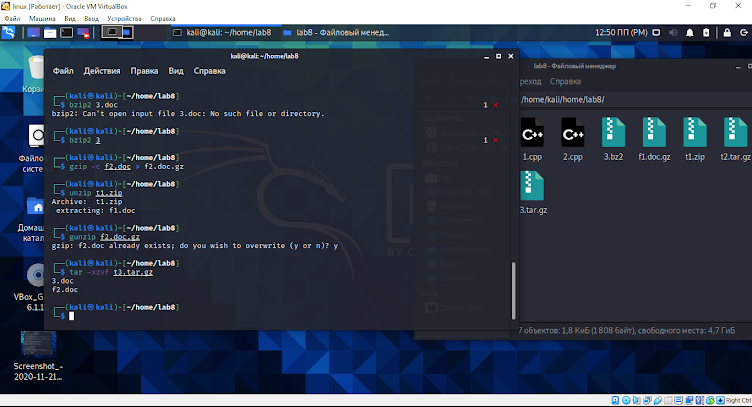 linux [Работает] - Oracle VM VirtualBox
Файл Машина Вид Ввод Устройства Справка
kali@kali: ~/home/lab8
lab8 - Файловый менед...
12:50 ПП (PM)
kali@kali: ~/home/lab8
Файл Действия Правка Вид Справка
┌──(kali㉿kali)-[~/home/lab8]
└─$ bzip2 3.doc 1 ✗
bzip2: Can't open input file 3.doc: No such file or directory.
┌──(kali㉿kali)-[~/home/lab8]
└─$ bzip2 3 1 ✗
┌──(kali㉿kali)-[~/home/lab8]
└─$ gzip -c f2.doc > f2.doc.gz
┌──(kali㉿kali)-[~/home/lab8]
└─$ unzip t1.zip
Archive: t1.zip
extracting: f1.doc
┌──(kali㉿kali)-[~/home/lab8]
└─$ gunzip f2.doc.gz
gzip: f2.doc already exists; do you wish to overwrite (y or n)? y
┌──(kali㉿kali)-[~/home/lab8]
└─$ tar -xzvf t3.tar.gz
3.doc
f2.doc
┌──(kali㉿kali)-[~/home/lab8]
└─$
lab8 - Файловый менеджер
реход Справка
/home/kali/home/lab8/
C++ C++
1.cpp 2.cpp 3.bz2 f1.doc.gz t1.zip t2.tar.gz
3.tar.gz
7 объектов: 1,8 КиБ (1808 байт), свободного места: 4,7 ГиБ
Корзи
Файло
систе
Домаш
ката
VBox_G
6.1.1
Screenshot_-
2020-11-21...
Right Ctrl